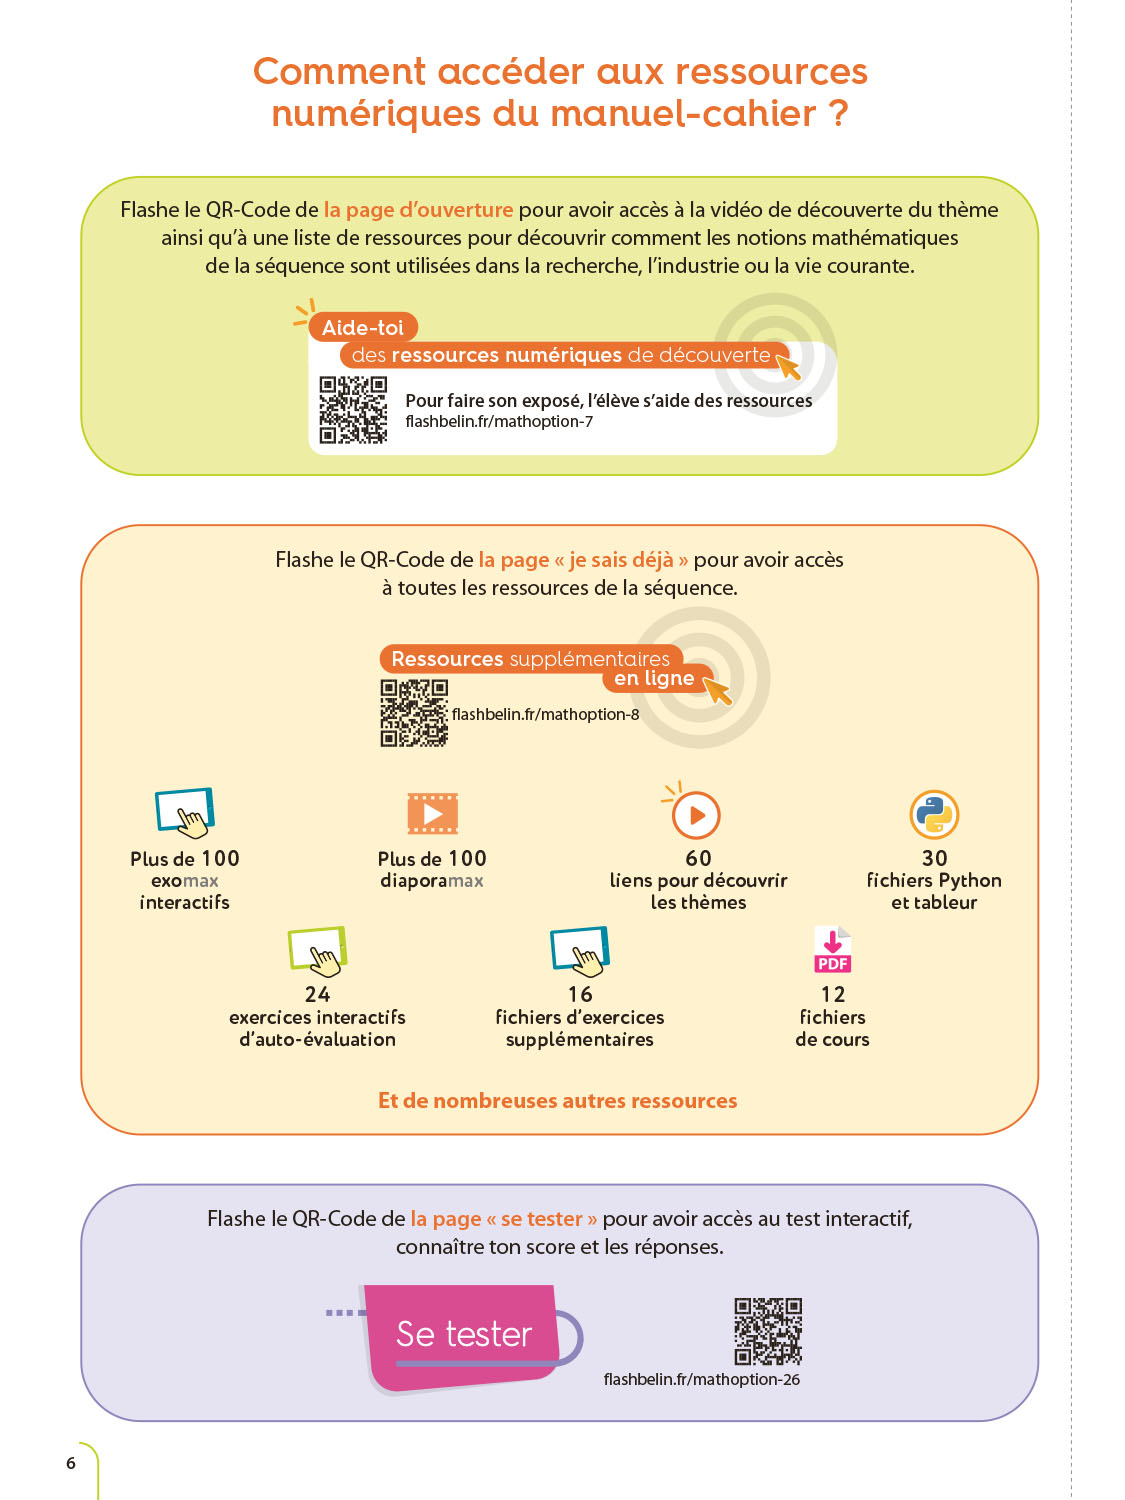 Comment accéder aux ressources
numériques du manuel-cahier ?
Flashe le QR-Code de la page d’ouverture pour avoir accès à la vidéo de découverte du thème
ainsi qu’à une liste de ressources pour découvrir comment les notions mathématiques
de la séquence sont utilisées dans la recherche, l’industrie ou la vie courante.
Aide-toi
des ressources numériques de découverte
Pour faire son exposé, l’élève s’aide des ressources
flashbelin.fr/mathoption-7
Flashe le QR-Code de la page « je sais déjà » pour avoir accès
à toutes les ressources de la séquence.
Ressources supplémentaires
en ligne
flashbelin.fr/mathoption-8
Plus de 100
exomax
interactifs
Plus de 100
diaporamax
60
liens pour découvrir
les thèmes
30
fichiers Python
et tableur
24
exercices interactifs
d’auto-évaluation
16
fichiers d’exercices
supplémentaires
PDF
12
fichiers
de cours
Et de nombreuses autres ressources
Flashe le QR-Code de la page « se tester » pour avoir accès au test interactif,
connaître ton score et les réponses.
Se tester
flashbelin.fr/mathoption-26
6